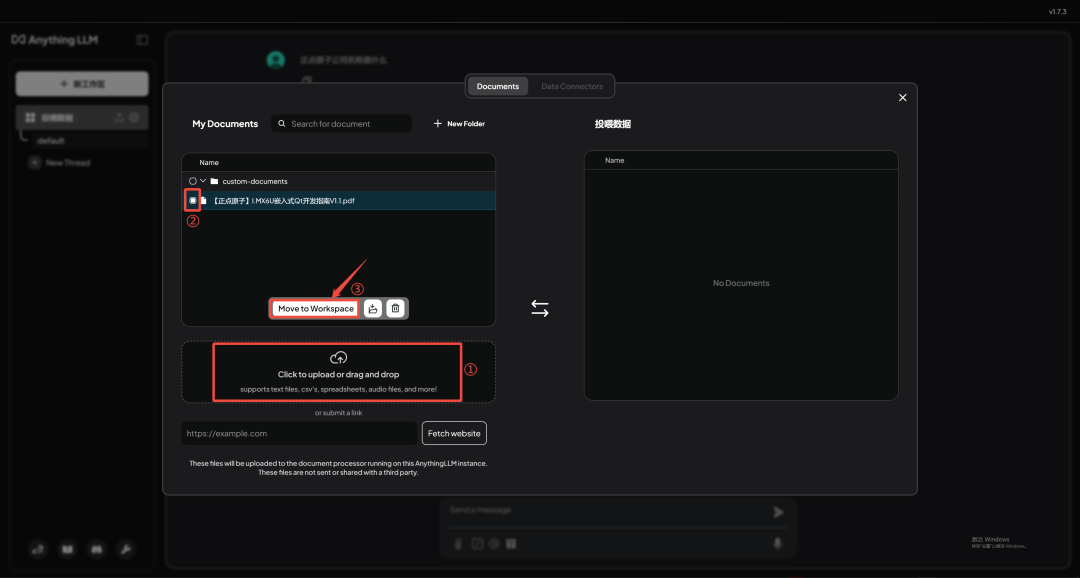 v1.7.3
Anything LLM
+ 新工作区
投喂数据
default
New Thread
正点原子公司名称是什么
Documents
Data Connectors
My Documents
Search for document
+ New Folder
投喂数据
Name
custom-documents
【正点原子】I.MX6U嵌入式Qt开发指南V1.1.pdf
②
③
Move to Workspace
Click to upload or drag and drop
supports text files, csv's, spreadsheets, audio files, and more!
①
or submit a link
https://example.com
Fetch website
These files will be uploaded to the document processor running on this AnythingLLM instance.
These files are not sent or shared with a third party.
Name
No Documents
Send a message
激活 Windows
转到"设置"以激活 Windows。